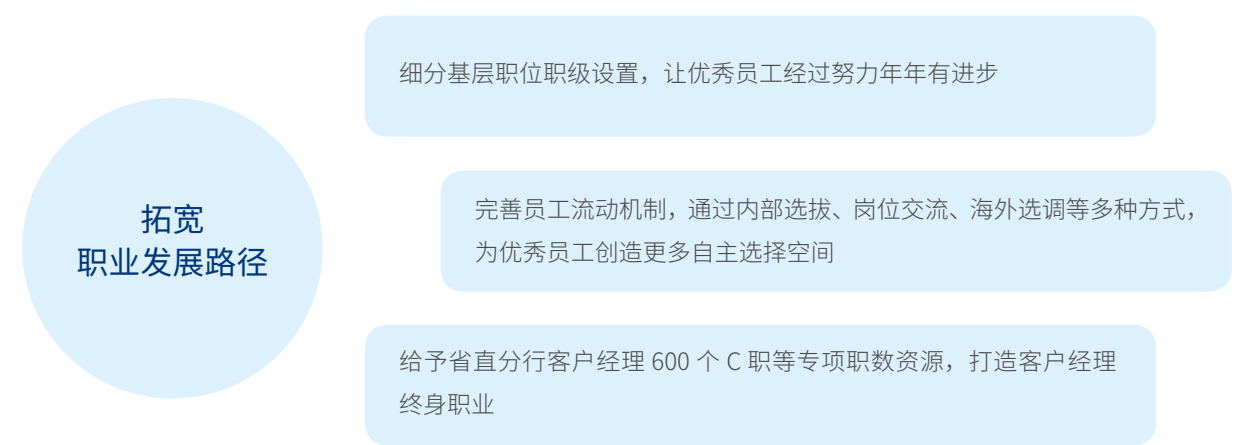 拓宽
职业发展路径
细分基层职位职级设置，让优秀员工经过努力年年有进步
完善员工流动机制，通过内部选拔、岗位交流、海外选调等多种方式，
为优秀员工创造更多自主选择空间
给予省直分行客户经理 600 个 C 职等专项职数资源，打造客户经理
终身职业